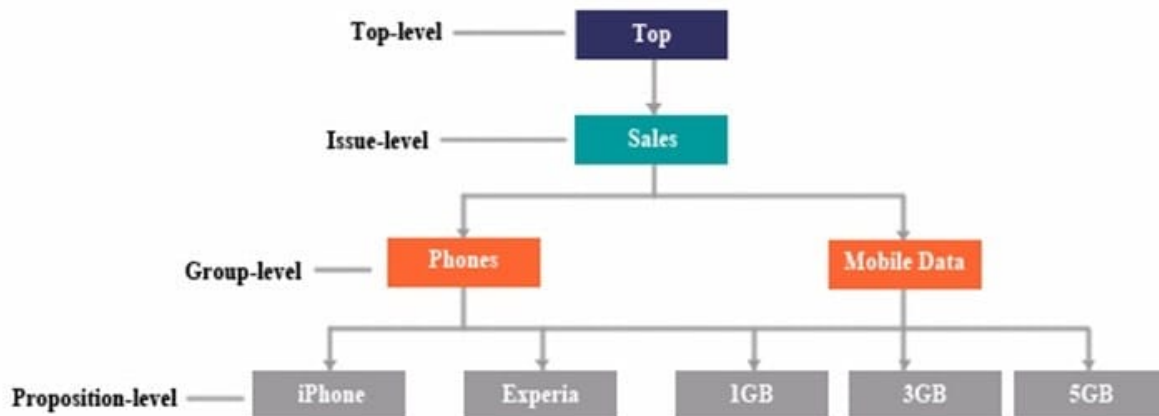 Top-level
Top
Issue-level
Sales
Group-level
Phones
Mobile Data
Proposition-level
iPhone
Experia
1GB
3GB
5GB